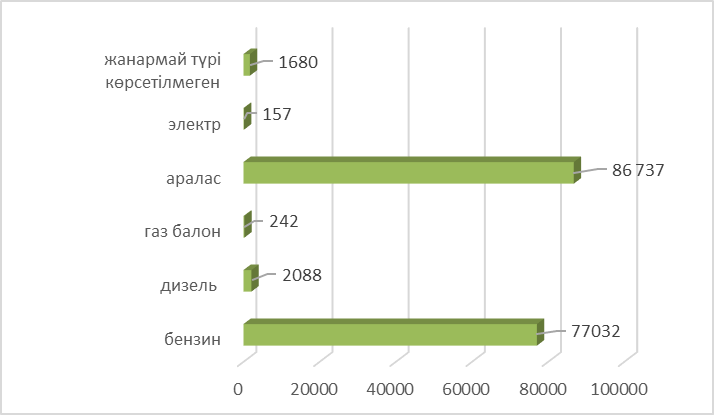 жанармай түрі
көрсетілмеген
1680
электр
157
аралас
86 737
газ балон
242
дизель
2088
бензин
77032
0 20000 40000 60000 80000 100000